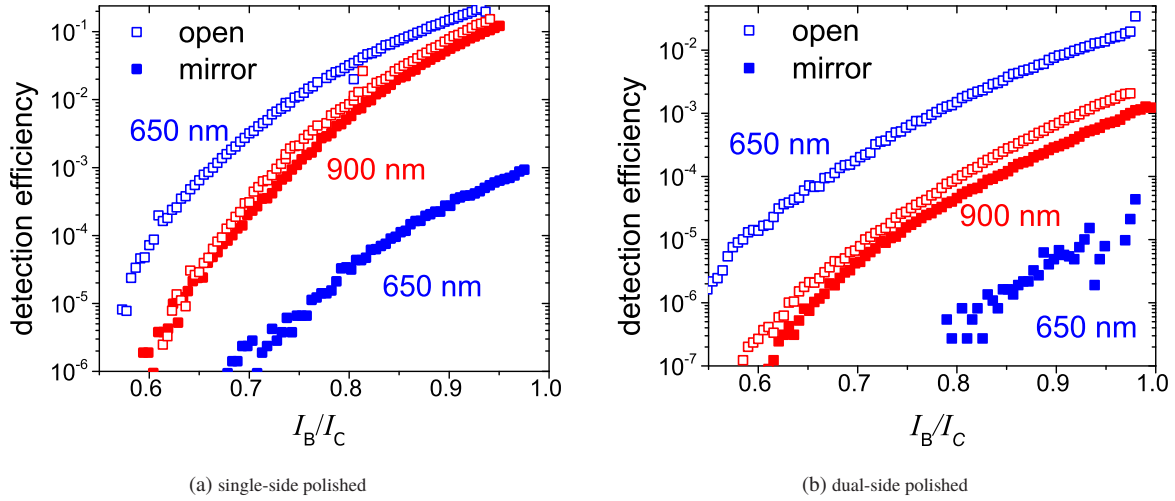 open
mirror
650 nm
900 nm
650 nm
detection efficiency
10⁻¹
10⁻²
10⁻³
10⁻⁴
10⁻⁵
10⁻⁶
0.6 0.7 0.8 0.9 1.0
I_B/I_C
(a) single-side polished
open
mirror
650 nm
900 nm
650 nm
detection efficiency
10⁻²
10⁻³
10⁻⁴
10⁻⁵
10⁻⁶
10⁻⁷
0.6 0.7 0.8 0.9 1.0
I_B/I_C
(b) dual-side polished